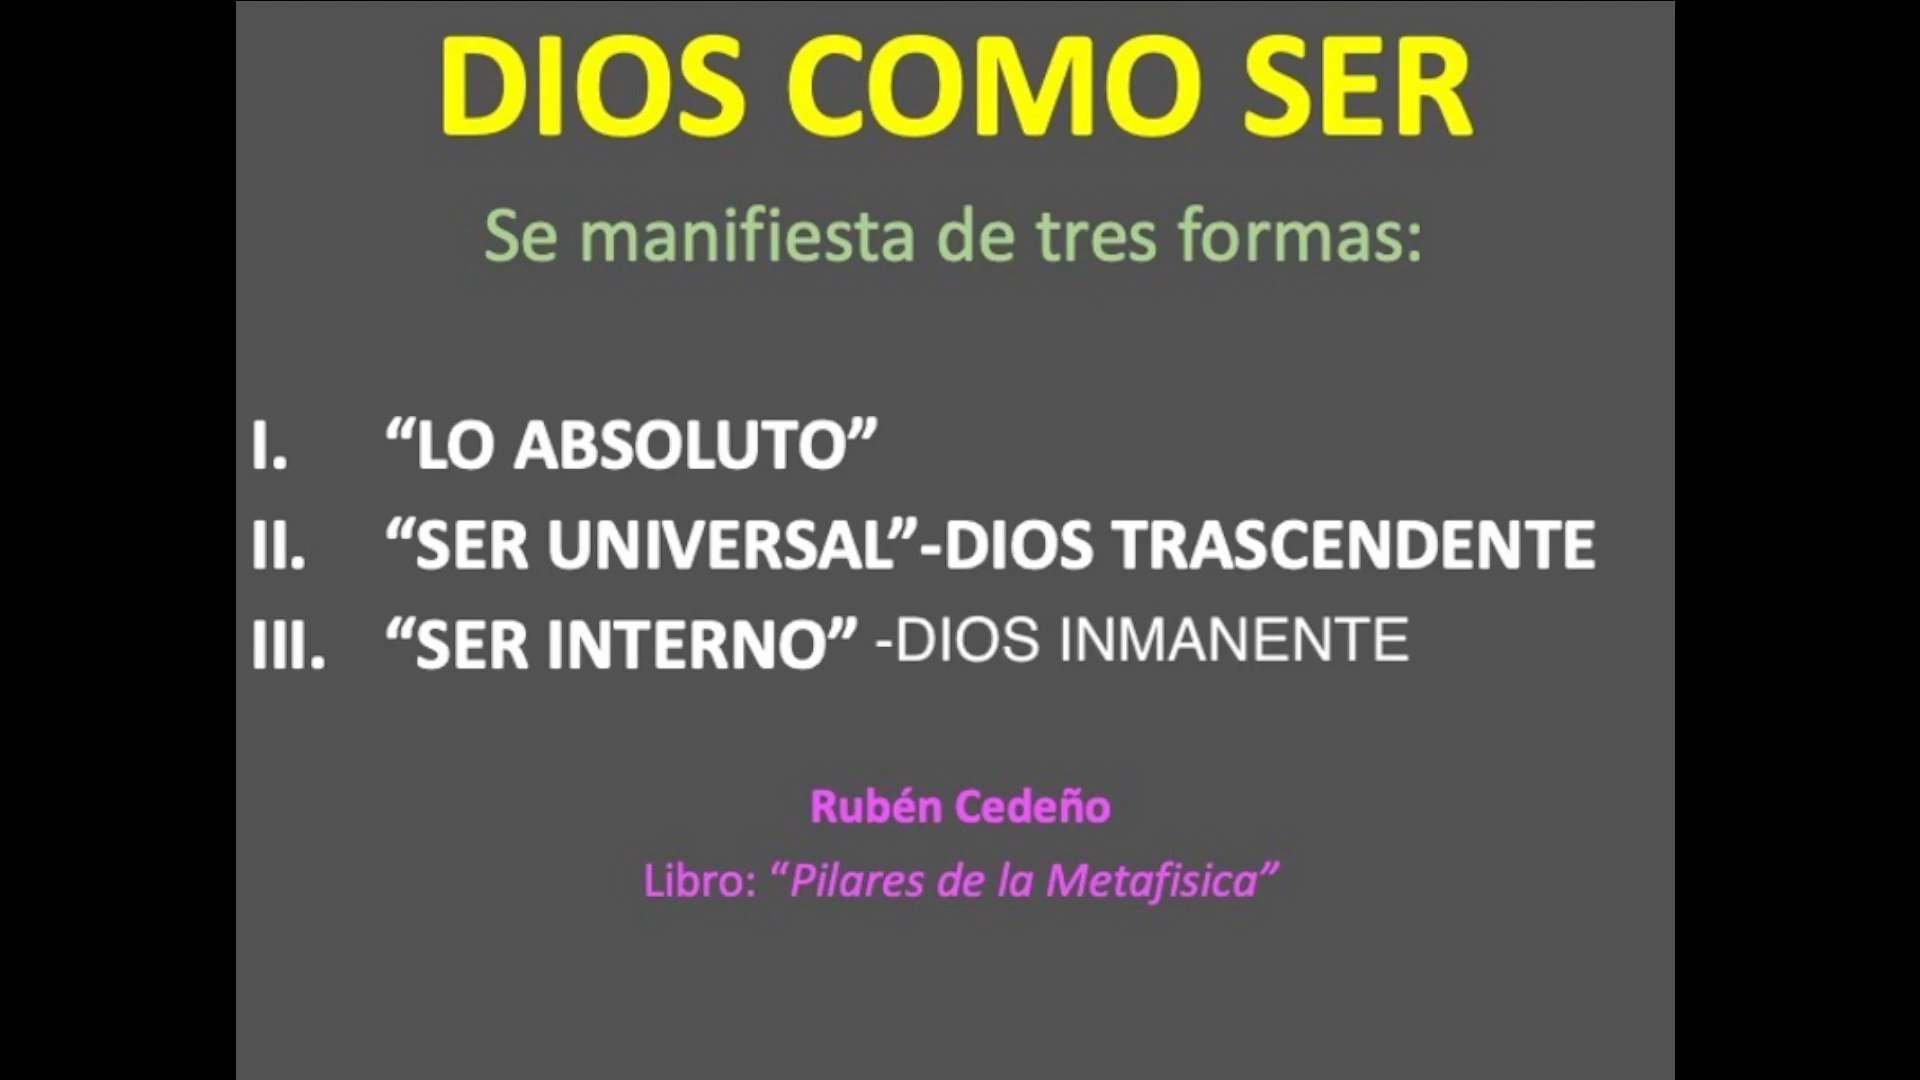 DIOS COMO SER
Se manifiesta de tres formas:
I. “LO ABSOLUTO”
II. “SER UNIVERSAL”-DIOS TRASCENDENTE
III. “SER INTERNO” -DIOS INMANENTE
Rubén Cedeño
Libro: “Pilares de la Metafisica”